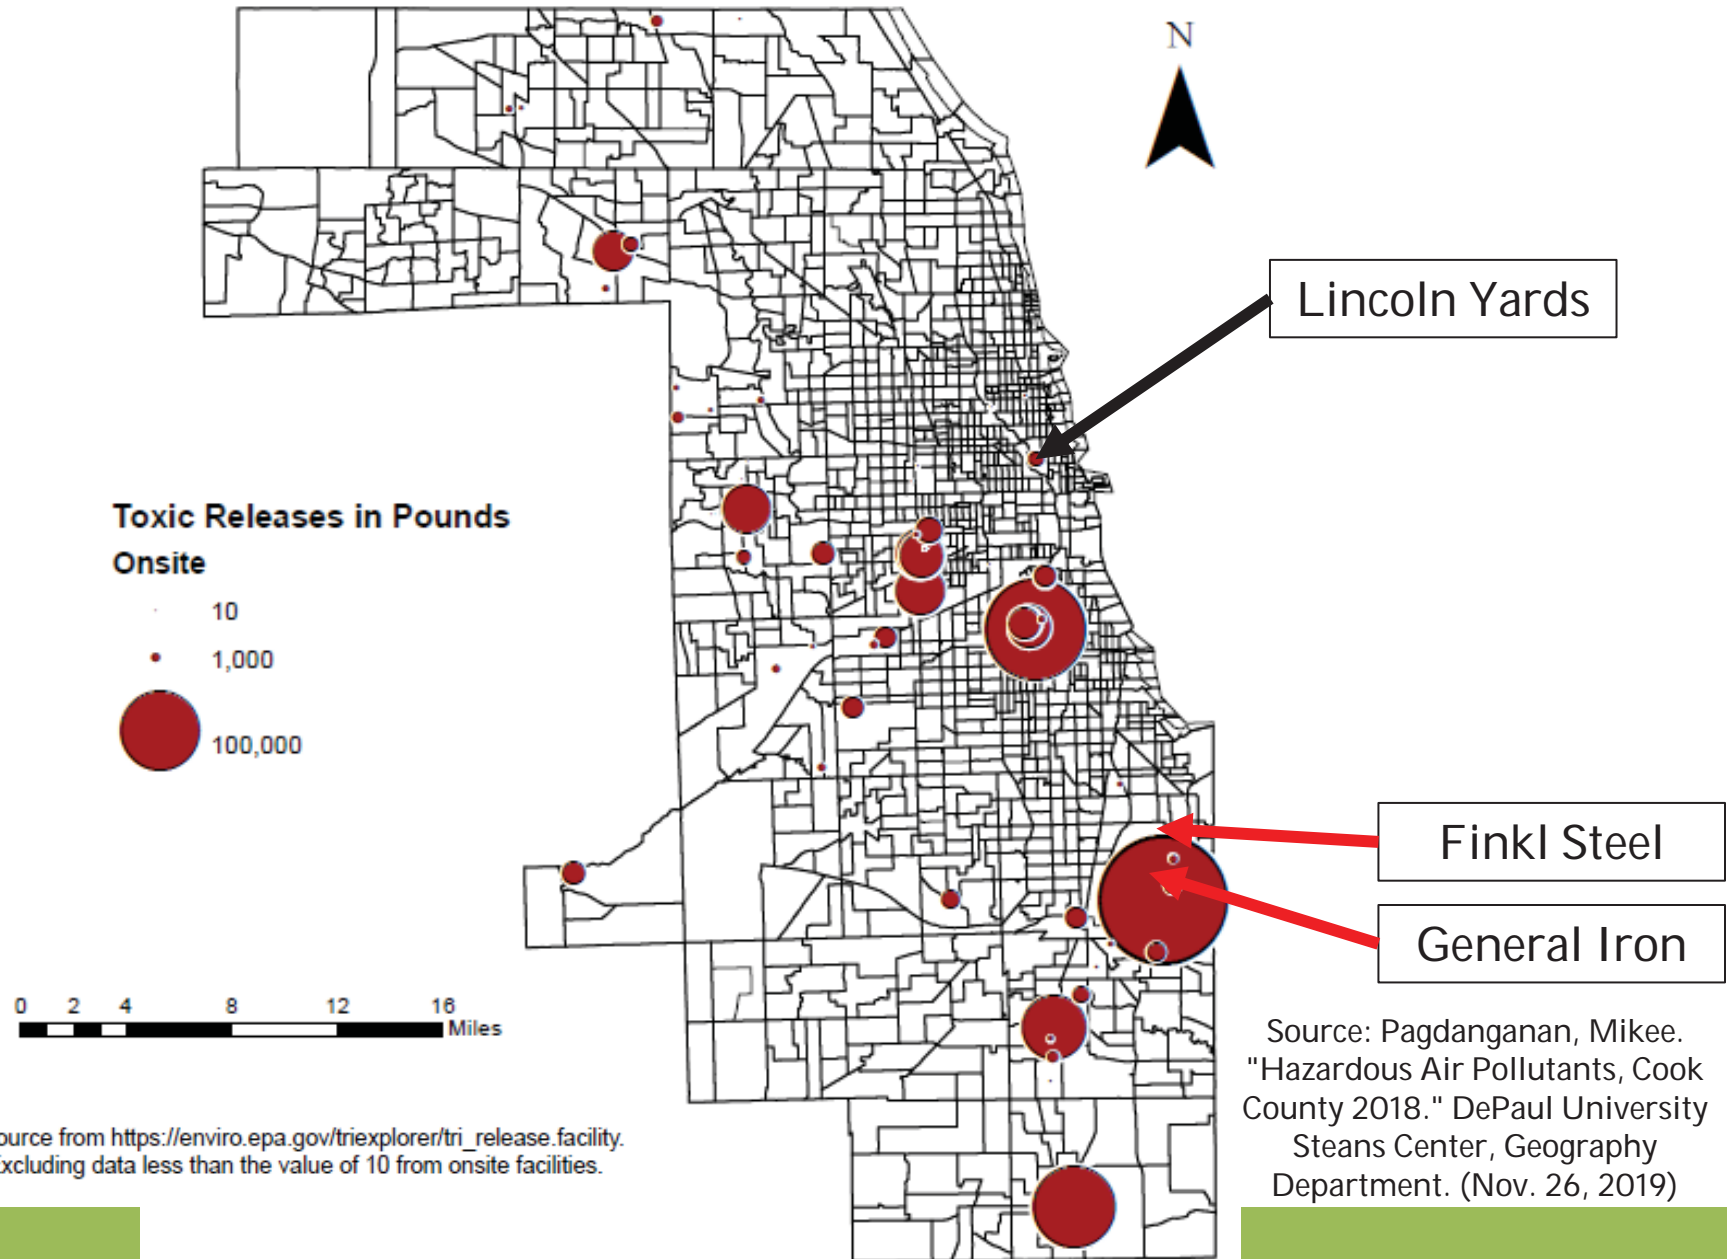 N
Lincoln Yards
Toxic Releases in Pounds
Onsite
10
1,000
100,000
Finkl Steel
General Iron
0 2 4 8 12 16
Miles
Source: Pagdanganan, Mikee.
"Hazardous Air Pollutants, Cook
County 2018." DePaul University
Steans Center, Geography
Department. (Nov. 26, 2019)
ource from https://enviro.epa.gov/triexplorer/tri_release.facility.
xcluding data less than the value of 10 from onsite facilities.